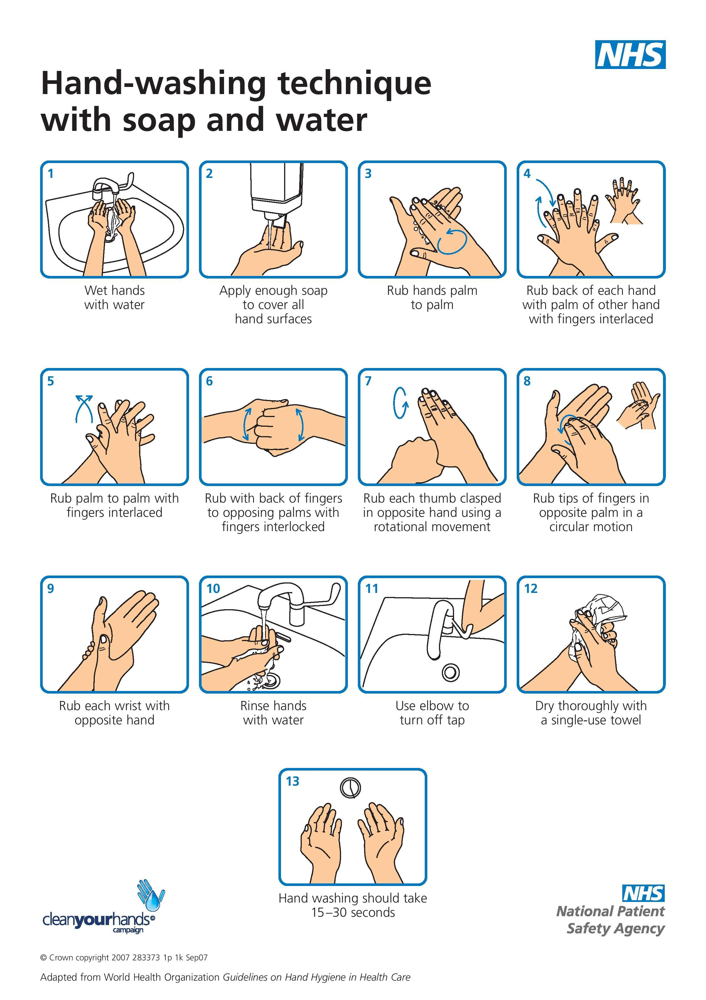 NHS
Hand-washing technique
with soap and water
1
Wet hands
with water
2
Apply enough soap
to cover all
hand surfaces
3
Rub hands palm
to palm
4
Rub back of each hand
with palm of other hand
with fingers interlaced
5
Rub palm to palm with
fingers interlaced
6
Rub with back of fingers
to opposing palms with
fingers interlocked
7
Rub each thumb clasped
in opposite hand using a
rotational movement
8
Rub tips of fingers in
opposite palm in a
circular motion
9
Rub each wrist with
opposite hand
10
Rinse hands
with water
11
Use elbow to
turn off tap
12
Dry thoroughly with
a single-use towel
13
Hand washing should take
15–30 seconds
cleanyourhands©
campaign
NHS
National Patient
Safety Agency
© Crown copyright 2007 283373 1p 1k Sep07
Adapted from World Health Organization Guidelines on Hand Hygiene in Health Care